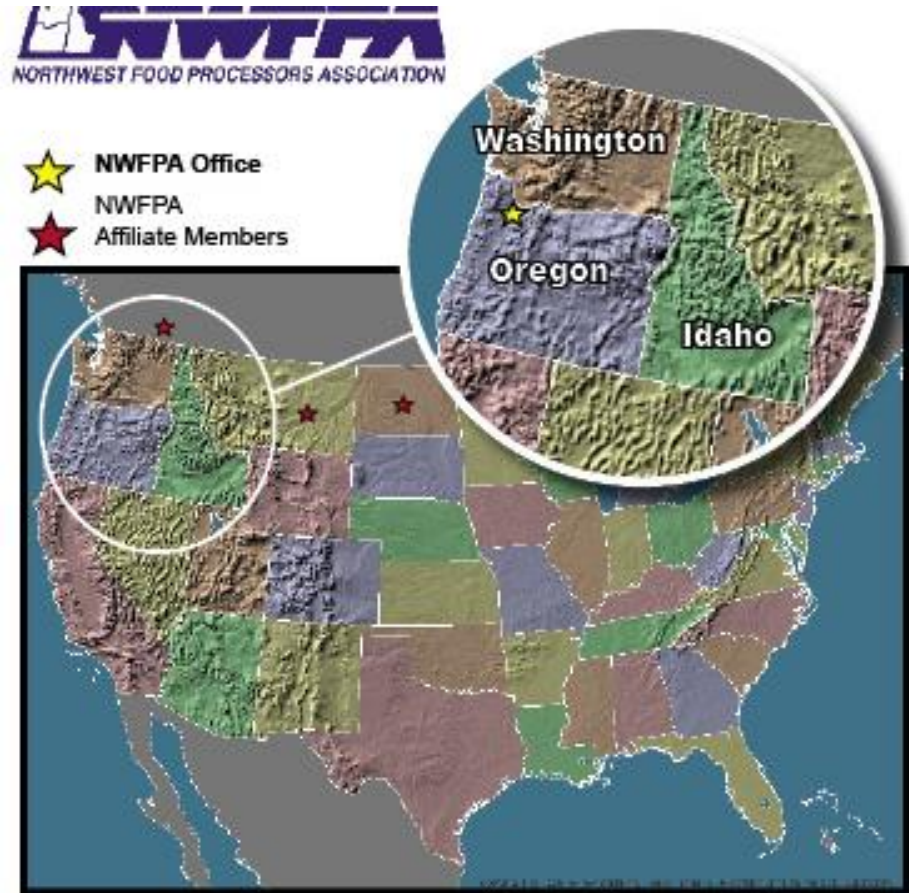 NWFPA
NORTHWEST FOOD PROCESSORS ASSOCIATION
NWFPA Office
NWFPA
Affiliate Members
Washington
Oregon
Idaho